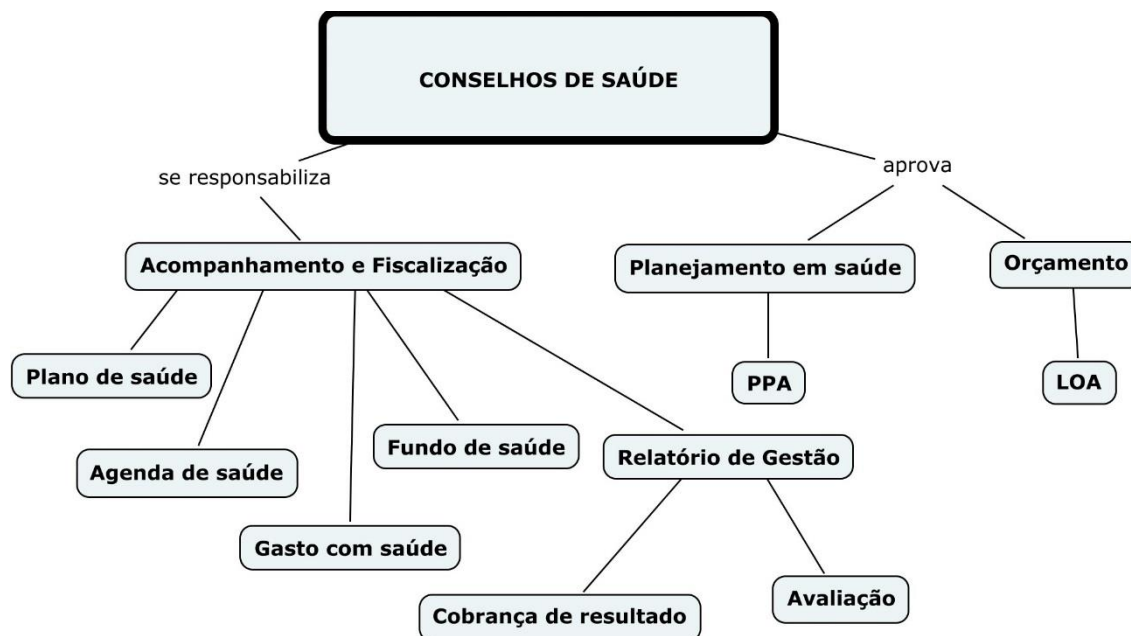 CONSELHOS DE SAÚDE
se responsabiliza
aprova
Acompanhamento e Fiscalização
Planejamento em saúde
Orçamento
Plano de saúde
PPA
LOA
Agenda de saúde
Fundo de saúde
Relatório de Gestão
Gasto com saúde
Cobrança de resultado
Avaliação